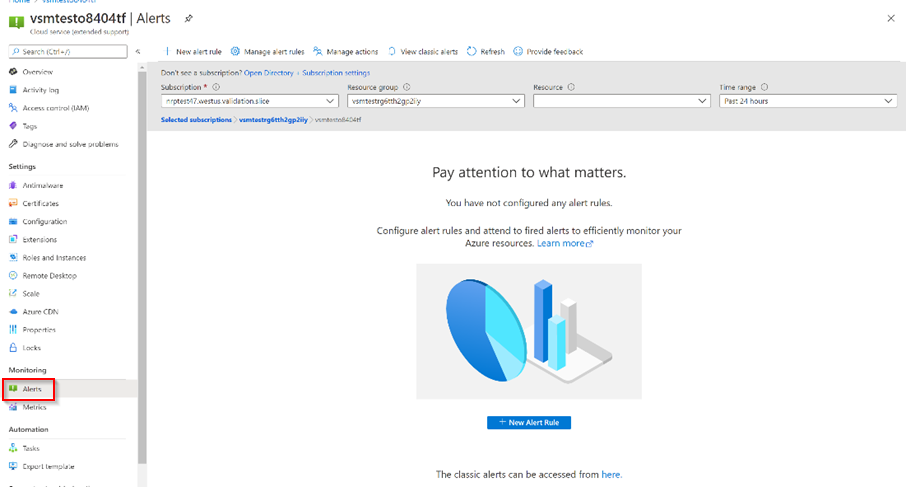 Home > vsmtesto8404tf
vsmtesto8404tf | Alerts
Cloud service (extended support)
Search (Ctrl+/)
Overview
Activity log
Access control (IAM)
Tags
Diagnose and solve problems
Settings
Antimalware
Certificates
Configuration
Extensions
Roles and Instances
Remote Desktop
Scale
Azure CDN
Properties
Locks
Monitoring
Alerts
Metrics
Automation
Tasks
Export template
New alert rule Manage alert rules Manage actions View classic alerts Refresh Provide feedback
Don't see a subscription? Open Directory + Subscription settings
Subscription * Resource group Resource Time range
nrptest47.westus.validation.slice vsmtestrg6tth2gp2iiy Past 24 hours
Selected subscriptions > vsmtestrg6tth2gp2iiy > vsmtesto8404tf
Pay attention to what matters.
You have not configured any alert rules.
Configure alert rules and attend to fired alerts to efficiently monitor your
Azure resources. Learn more
+ New Alert Rule
The classic alerts can be accessed from here.